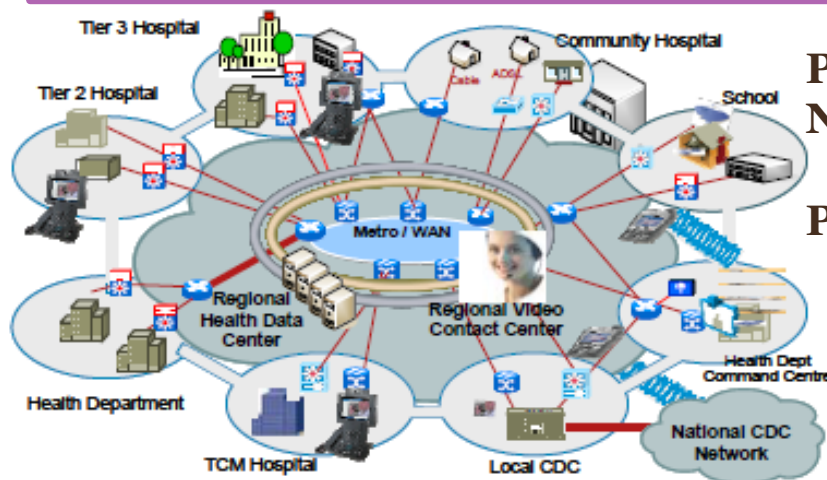 Tier 3 Hospital
Community Hospital
P
Cable
ADSL
Tier 2 Hospital
School
N
P
Metro / WAN
Regional
Health Data
Center
Regional Video
Contact Center
Health Dept
Command Centre
Health Department
TCM Hospital
Local CDC
National CDC
Network